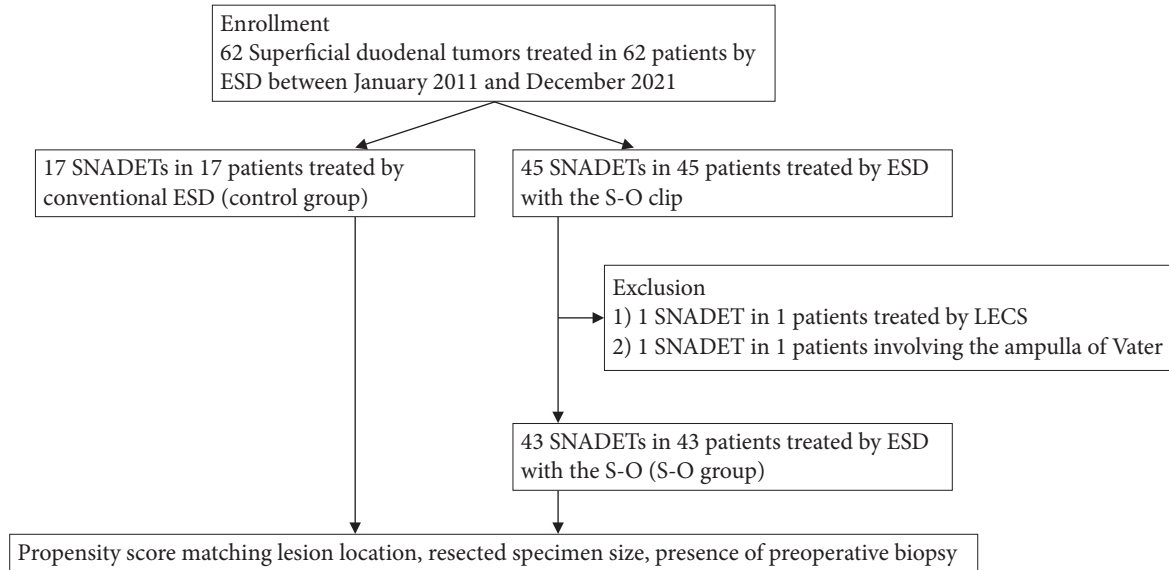 Enrollment
62 Superficial duodenal tumors treated in 62 patients by
ESD between January 2011 and December 2021
17 SNADETs in 17 patients treated by
conventional ESD (control group)
45 SNADETs in 45 patients treated by ESD
with the S-O clip
Exclusion
1) 1 SNADET in 1 patients treated by LECS
2) 1 SNADET in 1 patients involving the ampulla of Vater
43 SNADETs in 43 patients treated by ESD
with the S-O (S-O group)
Propensity score matching lesion location, resected specimen size, presence of preoperative biopsy